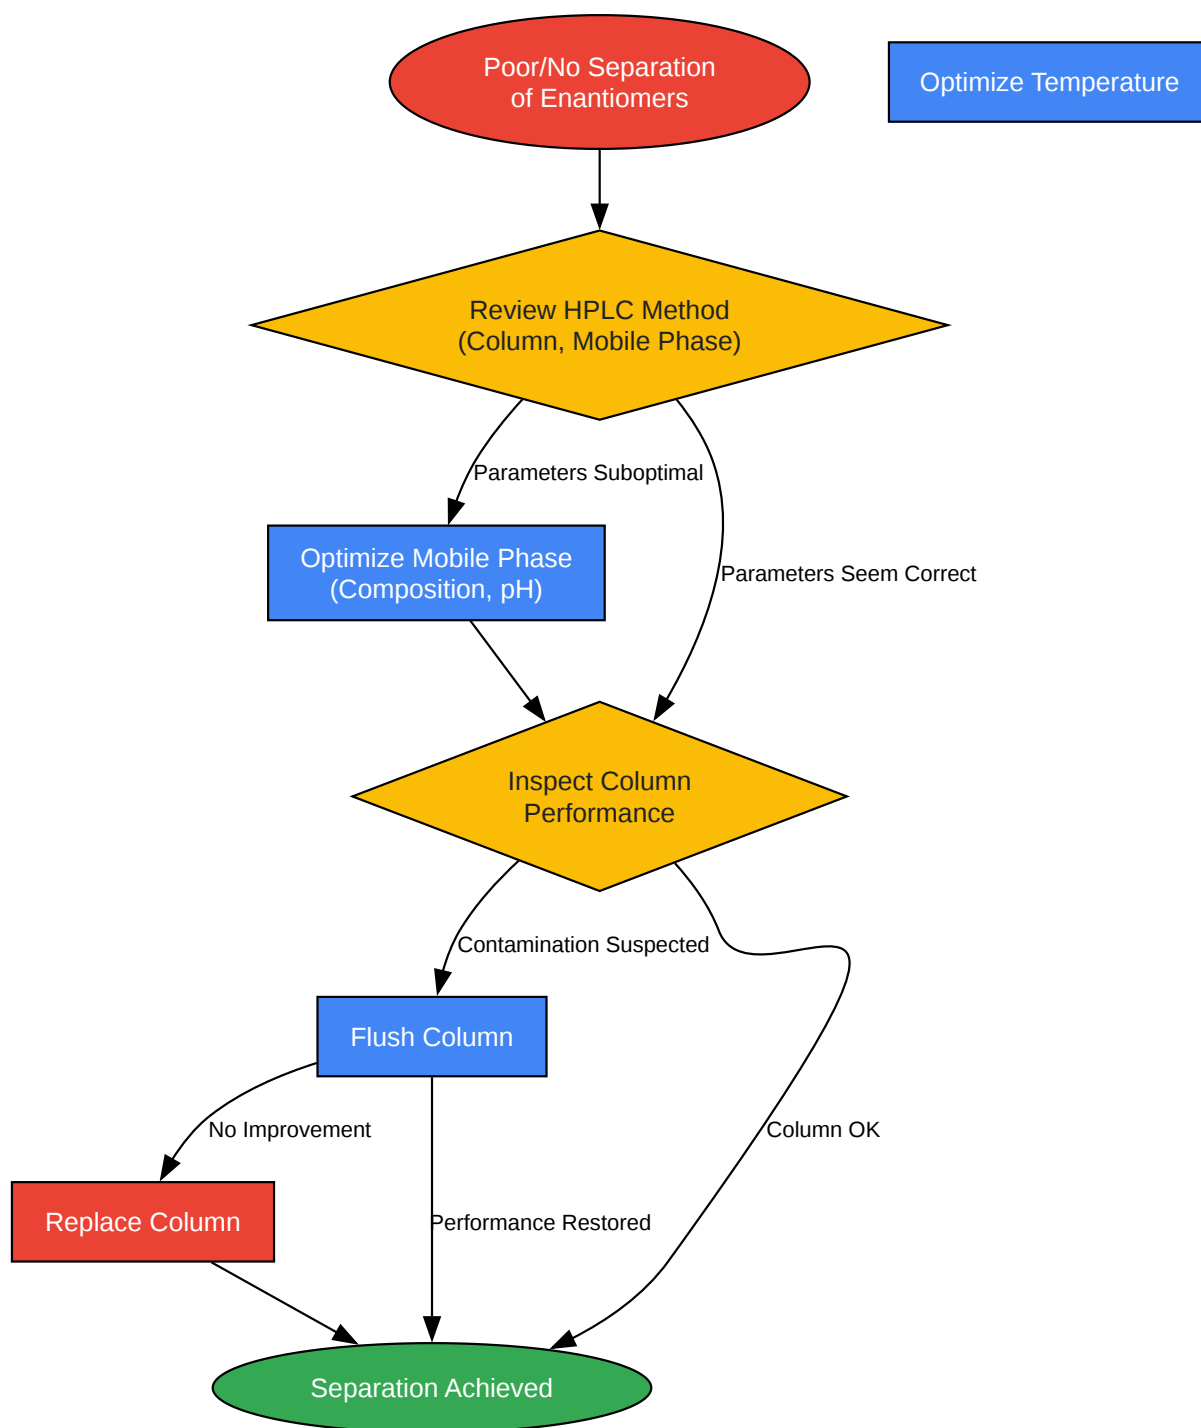 Poor/No Separation
of Enantiomers
Optimize Temperature
Review HPLC Method
(Column, Mobile Phase)
Parameters Suboptimal
Optimize Mobile Phase
(Composition, pH)
Parameters Seem Correct
Inspect Column
Performance
Contamination Suspected
Flush Column
No Improvement
Column OK
Replace Column
Performance Restored
Separation Achieved